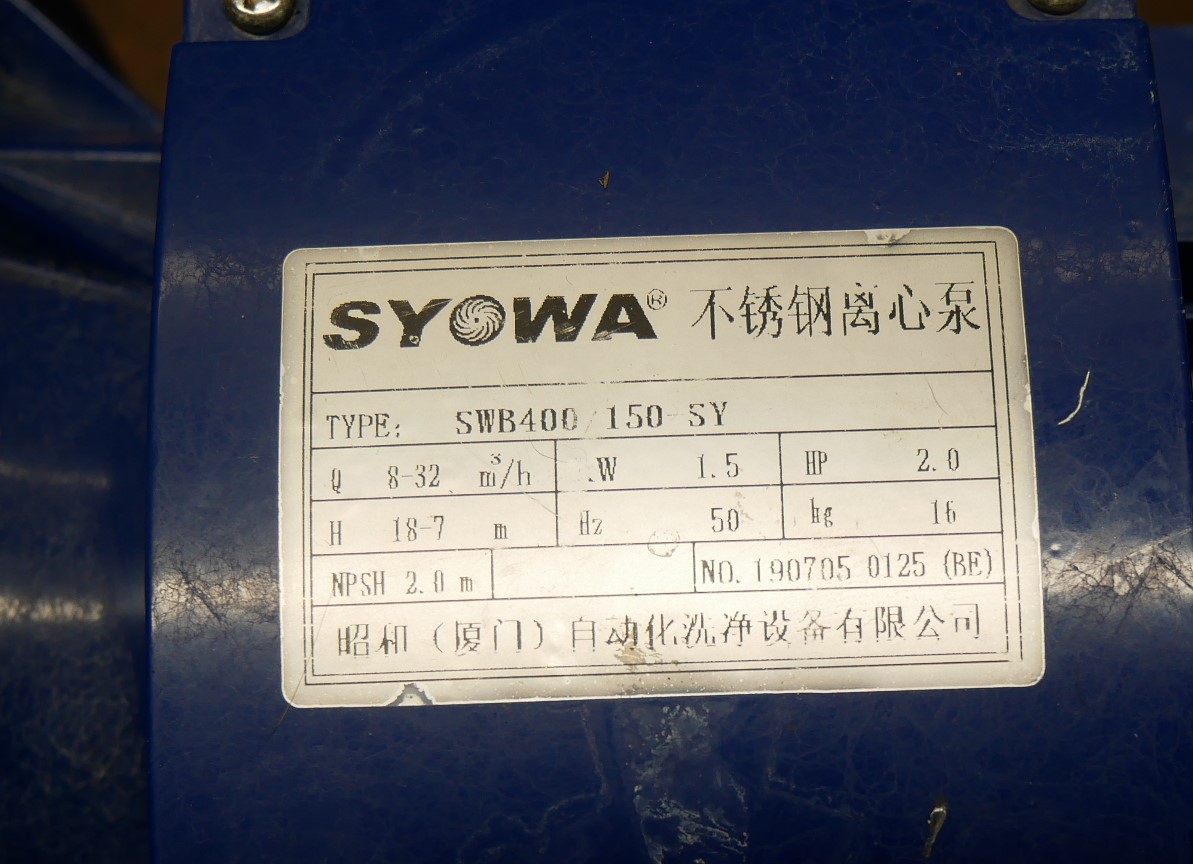 SYOWA® 不锈钢离心泵
TYPE: SWB400/150-SY
Q 8-32 m³/h .W 1.5 HP 2.0
H 18-7 m Hz 50 kg 16
NPSH 2.0 m NO. 190705 0125 (BE)
昭和（厦门）自动化洗净设备有限公司